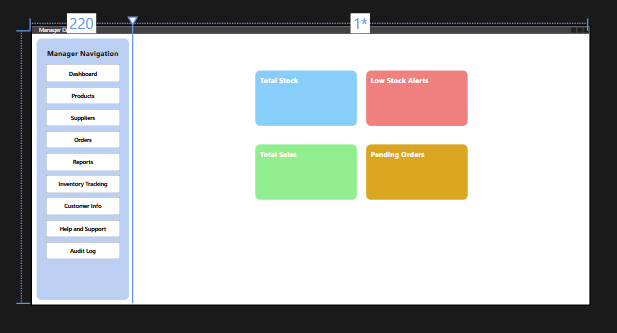 220
1*
Manager D
Manager Navigation
Dashboard
Products
Suppliers
Orders
Reports
Inventory Tracking
Customer Info
Help and Support
Audit Log
Total Stock
Low Stock Alerts
Total Sales
Pending Orders